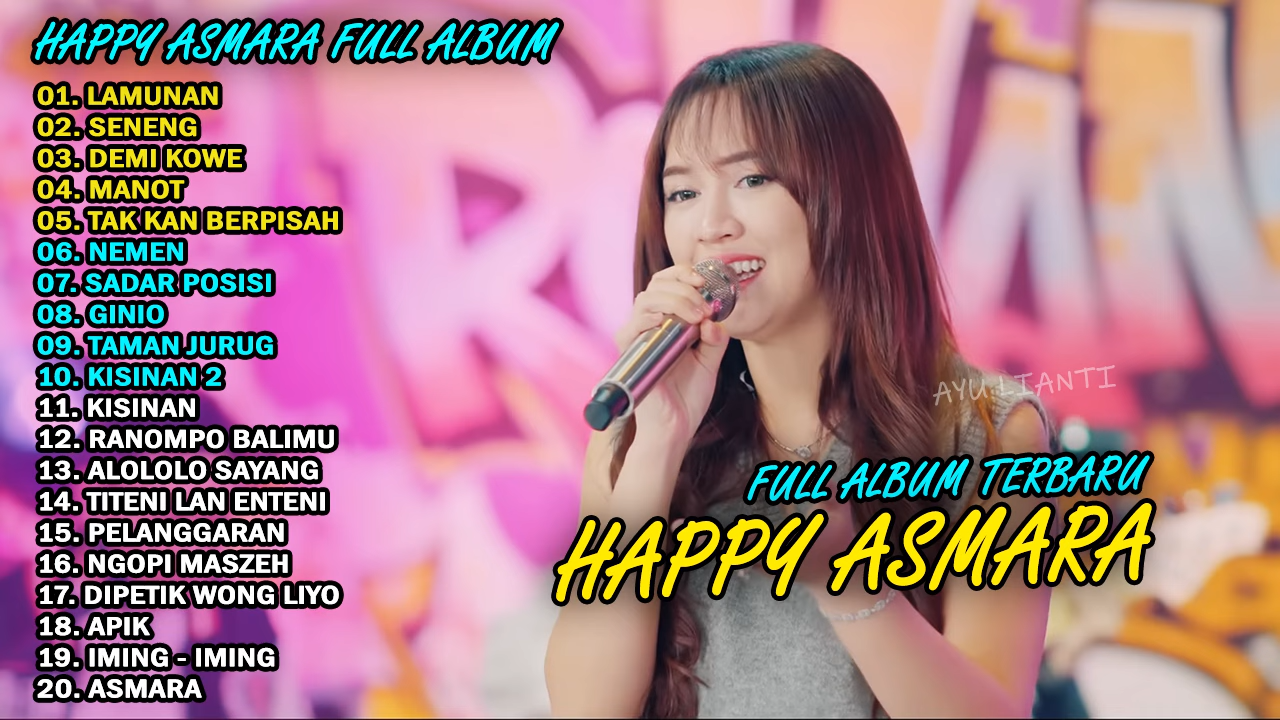 HAPPY ASMARA FULL ALBUM
01. LAMUNAN
02. SENENG
03. DEMI KOWE
04. MANOT
05. TAK KAN BERPISAH
06. NEMEN
07. SADAR POSISI
08. GINIO
09. TAMAN JURUG
10. KISINAN 2
11. KISINAN
12. RANOMPO BALIMU
13. ALOLOLO SAYANG
14. TITENI LAN ENTENI
15. PELANGGARAN
16. NGOPI MASZEH
17. DIPETIK WONG LIYO
18. APIK
19. IMING - IMING
20. ASMARA
AYU LIANTI
FULL ALBUM TERBARU
HAPPY ASMARA